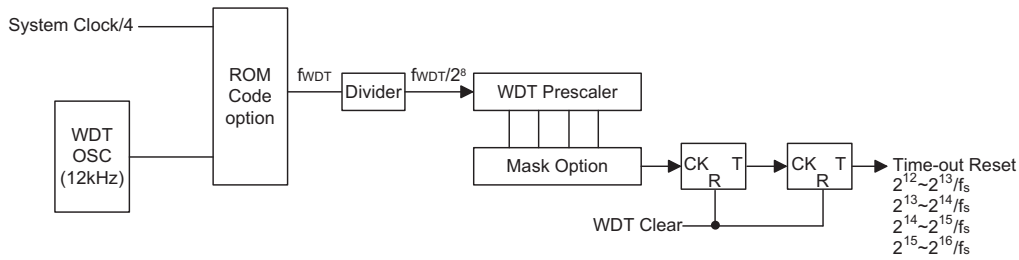 System Clock/4
ROM
Code
option
WDT
OSC
(12kHz)
fWDT
Divider
fWDT/2⁸
WDT Prescaler
Mask Option
CK T
R
CK T
R
WDT Clear
Time-out Reset
2¹²~2¹³/fs
2¹³~2¹⁴/fs
2¹⁴~2¹⁵/fs
2¹⁵~2¹⁶/fs